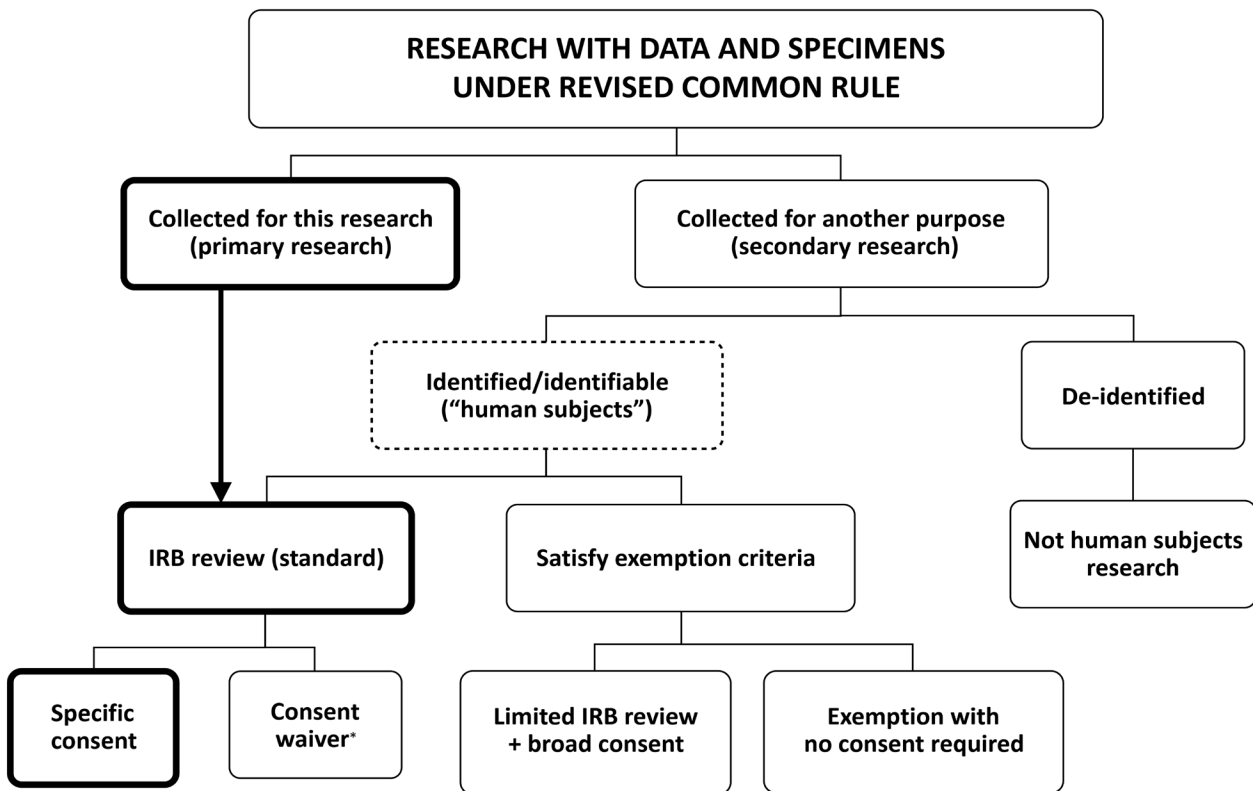 RESEARCH WITH DATA AND SPECIMENS
UNDER REVISED COMMON RULE
Collected for this research
(primary research)
Collected for another purpose
(secondary research)
Identified/identifiable
(“human subjects”)
De-identified
IRB review (standard)
Satisfy exemption criteria
Not human subjects
research
Specific
consent
Consent
waiver*
Limited IRB review
+ broad consent
Exemption with
no consent required